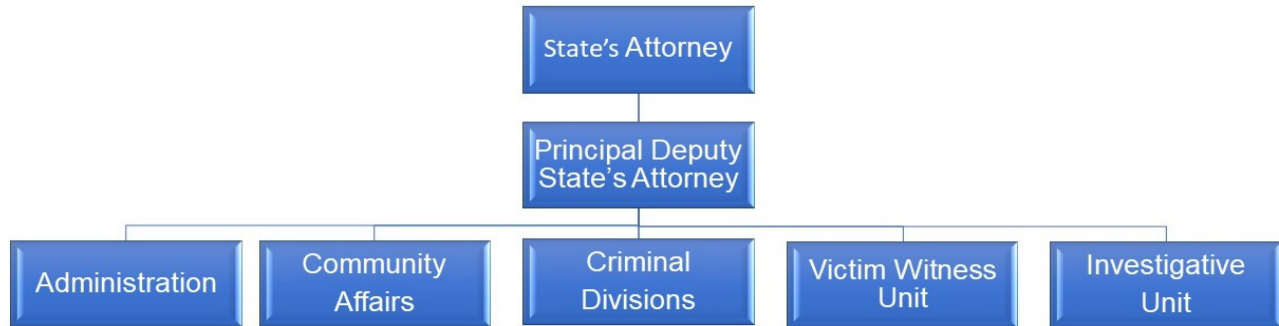 State's Attorney
Principal Deputy
State's Attorney
Administration
Community
Affairs
Criminal
Divisions
Victim Witness
Unit
Investigative
Unit